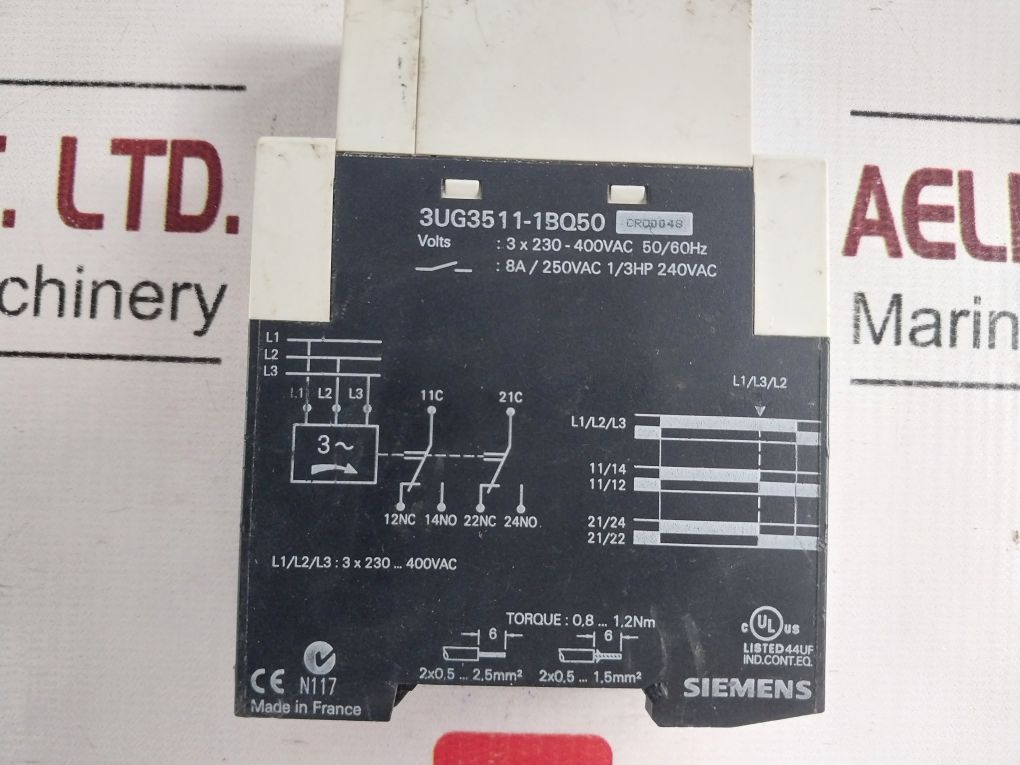 T. LTD.
chinery
AELI
Marin
3UG3511-1BQ50 CRQ0048
Volts : 3 x 230 - 400VAC 50/60Hz
: 8A / 250VAC 1/3HP 240VAC
L1
L2
L3
L1 L2 L3
3~
11C 21C
12NC 14NO 22NC 24NO
L1/L3/L2
L1/L2/L3
11/14
11/12
21/24
21/22
L1/L2/L3 : 3 x 230 ... 400VAC
TORQUE : 0,8 ... 1,2Nm
6 6
2x0,5 ... 2,5mm² 2x0,5 ... 1,5mm²
C UL US
LISTED 44UF
IND.CONT.EQ.
CE N117
Made in France
SIEMENS